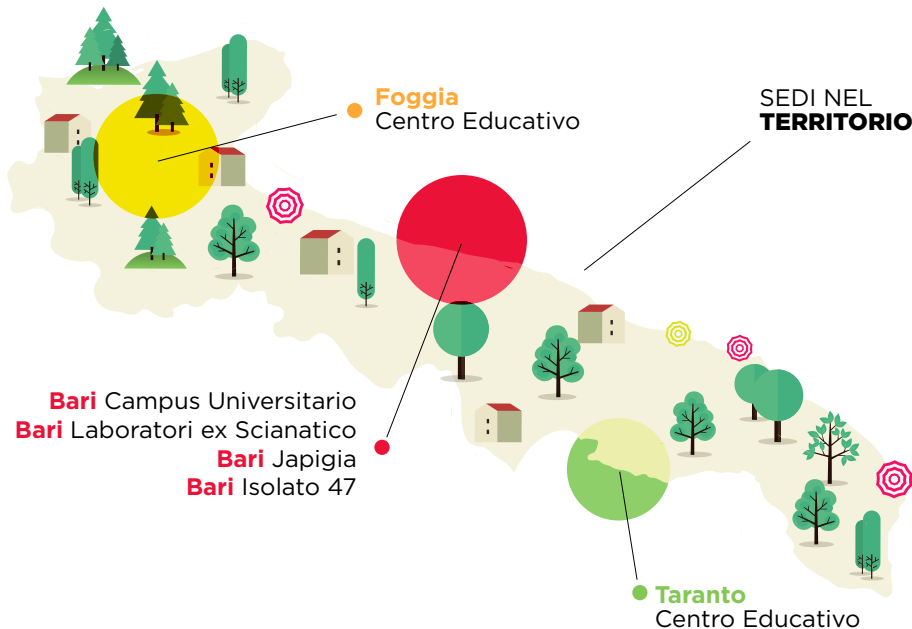 Foggia
Centro Educativo
SEDI NEL
TERRITORIO
Bari Campus Universitario
Bari Laboratori ex Scianatico
Bari Japigia
Bari Isolato 47
Taranto
Centro Educativo